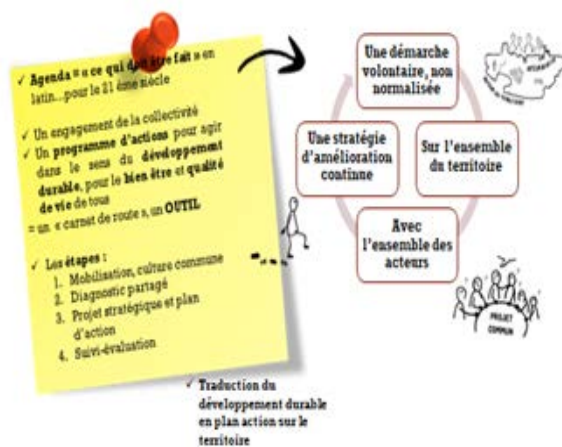 ✓ Agenda = « ce qui doit être fait » en
latin...pour le 21 ème siècle
✓ Un engagement de la collectivité
✓ Un programme d'actions pour agir
dans le sens du développement
durable, pour le bien être et qualité
de vie de tous
= un « carnet de route », un OUTIL
✓ Les étapes :
1. Mobilisation, culture commune
2. Diagnostic partagé
3. Projet stratégique et plan
d'action
4. Suivi-évaluation
✓ Traduction du
développement durable
en plan action sur le
territoire
Une démarche
volontaire, non
normalisée
Sur l'ensemble
du territoire
Avec
l'ensemble des
acteurs
Une stratégie
d'amélioration
continue
PROJET
COMMUN